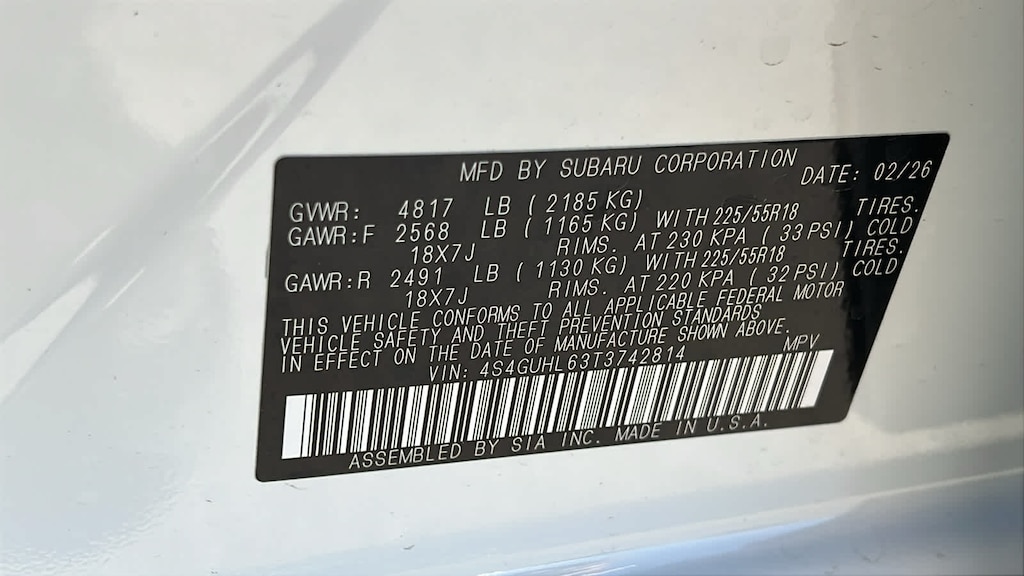 MFD BY SUBARU CORPORATION DATE: 02/26
GVWR: 4817 LB ( 2185 KG)
GAWR:F 2568 LB ( 1165 KG) WITH 225/55R18 TIRES.
18X7J RIMS. AT 230 KPA ( 33 PSI) COLD
GAWR:R 2491 LB ( 1130 KG) WITH 225/55R18 TIRES.
18X7J RIMS. AT 220 KPA ( 32 PSI) COLD
THIS VEHICLE CONFORMS TO ALL APPLICABLE FEDERAL MOTOR
VEHICLE SAFETY AND THEFT PREVENTION STANDARDS
IN EFFECT ON THE DATE OF MANUFACTURE SHOWN ABOVE.
VIN: 4S4GUHL63T3742814 MPV
ASSEMBLED BY SIA INC. MADE IN U.S.A.